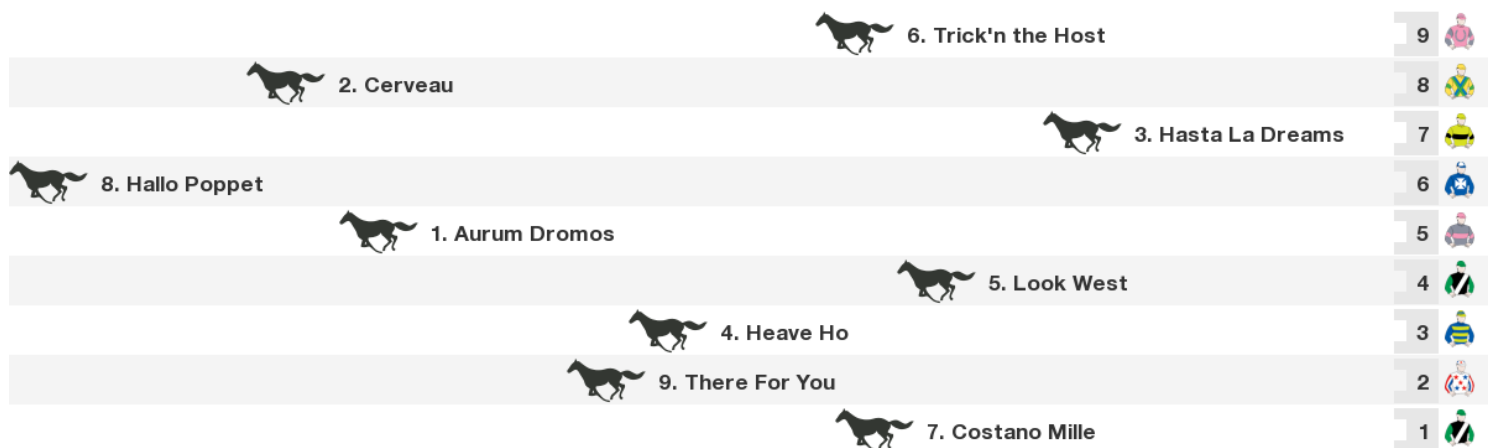 6. Trick'n the Host 9
2. Cerveau 8
3. Hasta La Dreams 7
8. Hallo Poppet 6
1. Aurum Dromos 5
5. Look West 4
4. Heave Ho 3
9. There For You 2
7. Costano Mille 1